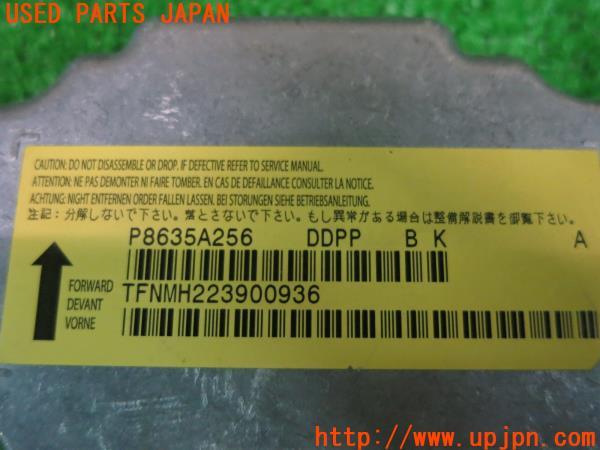 USED PARTS JAPAN
CAUTION: DO NOT DISASSEMBLE OR DROP. IF DEFECTIVE REFER TO SERVICE MANUAL.
ATTENTION: NE PAS DEMONTER NI FAIRE TOMBER. EN CAS DE DEFAILLANCE CONSULTER LA NOTICE.
ACHTUNG: NIGHT ENTFERNEN ORDER FALLEN LASSEN. BEI STORUNGEN SIEHE BETRIEBSANLEITUNG.
注記：分解しないで下さい。落とさないで下さい。もし異常がある場合は整備解説書を御覧下さい。
P8635A256 DDPP B K A
FORWARD
DEVANT
VORNE
TFNMH223900936
http://www.upjpn.com/